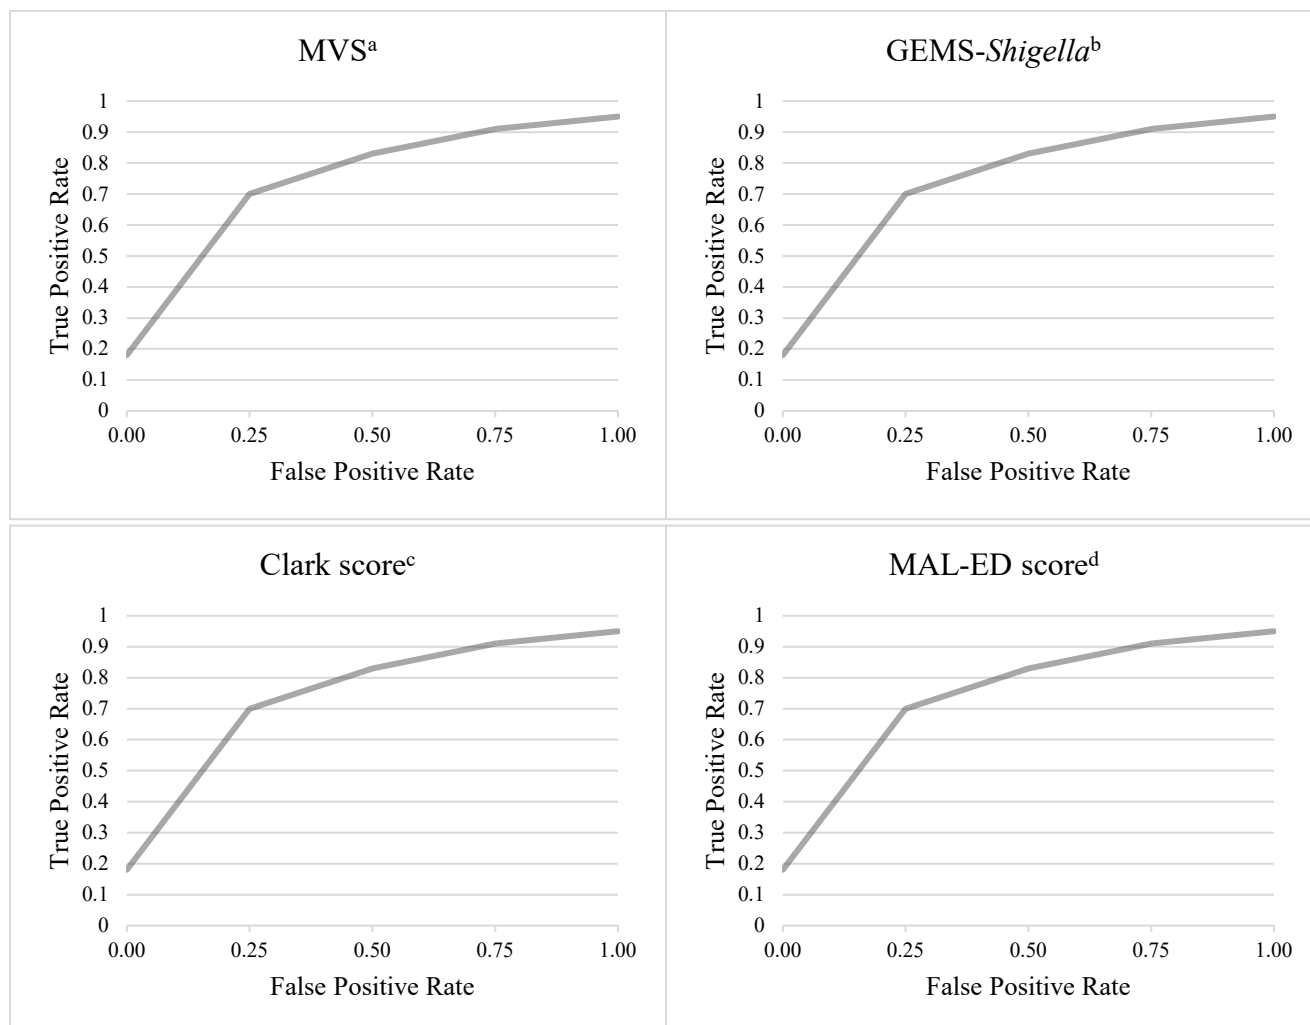 MVSᵃ
1
0.9
0.8
0.7
0.6
0.5
0.4
0.3
0.2
0.1
0
True Positive Rate
0.00 0.25 0.50 0.75 1.00
False Positive Rate
GEMS-Shigellaᵇ
1
0.9
0.8
0.7
0.6
0.5
0.4
0.3
0.2
0.1
0
True Positive Rate
0.00 0.25 0.50 0.75 1.00
False Positive Rate
Clark scoreᶜ
1
0.9
0.8
0.7
0.6
0.5
0.4
0.3
0.2
0.1
0
True Positive Rate
0.00 0.25 0.50 0.75 1.00
False Positive Rate
MAL-ED scoreᵈ
1
0.9
0.8
0.7
0.6
0.5
0.4
0.3
0.2
0.1
0
True Positive Rate
0.00 0.25 0.50 0.75 1.00
False Positive Rate